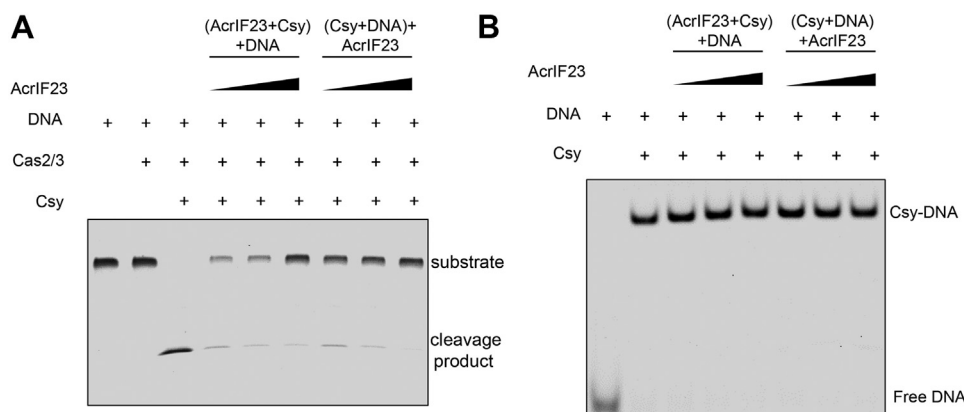 A
(AcrIF23+Csy)
+DNA
(Csy+DNA)+
AcrIF23
AcrIF23
DNA + + + + + + + + +
Cas2/3 + + + + + + + +
Csy + + + + + + +
substrate
cleavage
product
B
(AcrIF23+Csy)
+DNA
(Csy+DNA)
+AcrIF23
AcrIF23
DNA + + + + + + + +
Csy + + + + + + +
Csy-DNA
Free DNA